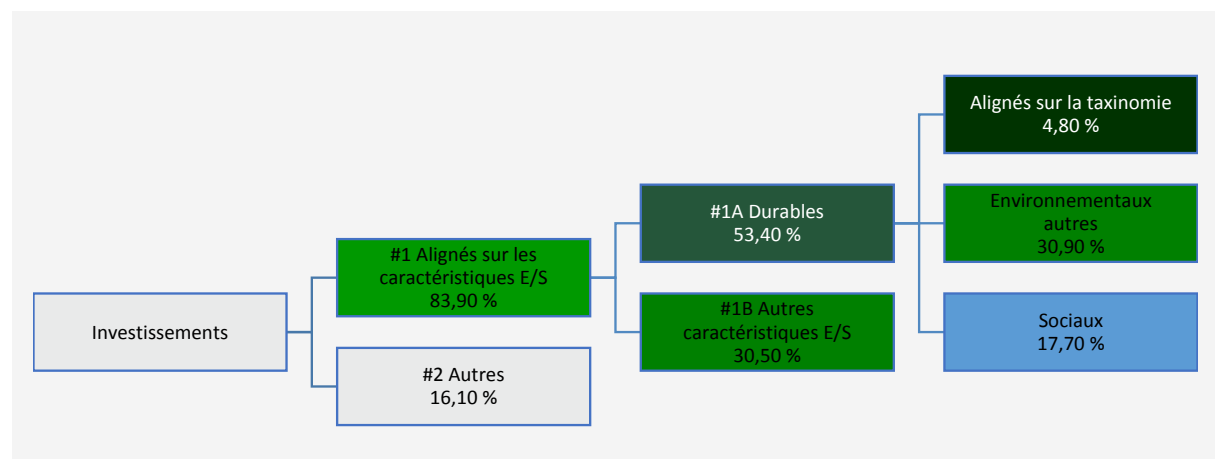 Investissements
#1 Alignés sur les
caractéristiques E/S
83,90 %
#2 Autres
16,10 %
#1A Durables
53,40 %
#1B Autres
caractéristiques E/S
30,50 %
Alignés sur la taxinomie
4,80 %
Environnementaux
autres
30,90 %
Sociaux
17,70 %